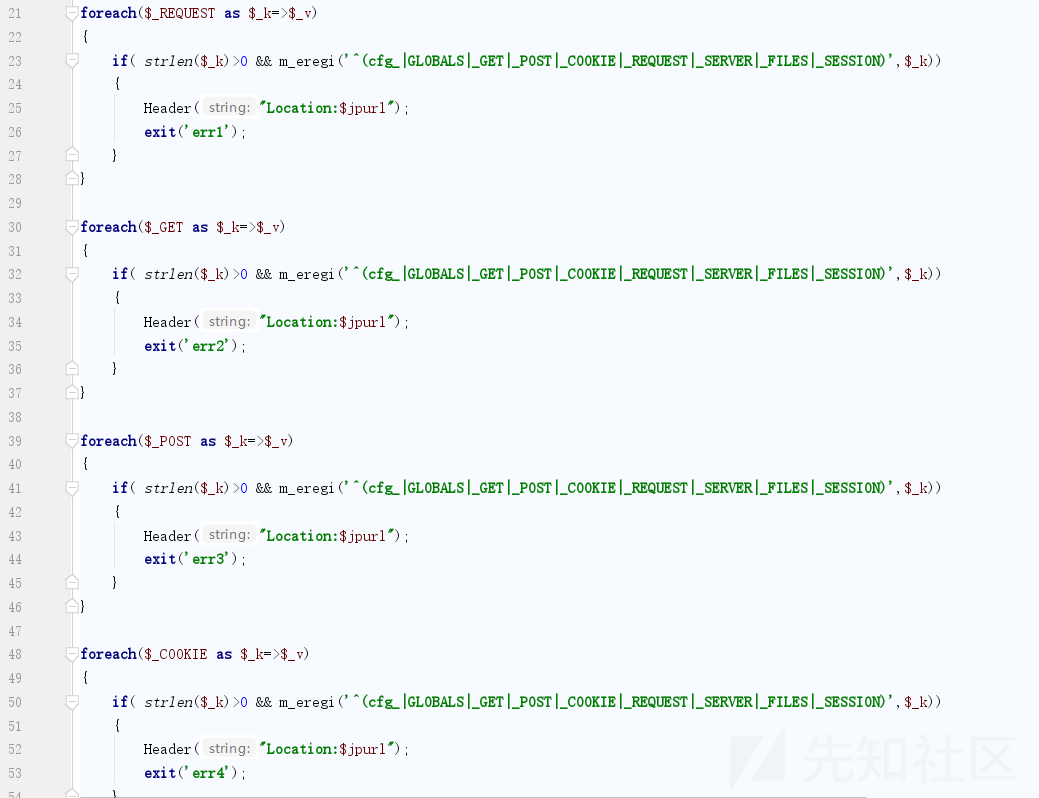 21 foreach($_REQUEST as $_k=>$_v)
22 {
23 if( strlen($_k)>0 && m_eregi('^(cfg_|GLOBALS|_GET|_POST|_COOKIE|_REQUEST|_SERVER|_FILES|_SESSION)',$_k))
24 {
25 Header( string: "Location:$jpurl");
26 exit('err1');
27 }
28 }
29
30 foreach($_GET as $_k=>$_v)
31 {
32 if( strlen($_k)>0 && m_eregi('^(cfg_|GLOBALS|_GET|_POST|_COOKIE|_REQUEST|_SERVER|_FILES|_SESSION)',$_k))
33 {
34 Header( string: "Location:$jpurl");
35 exit('err2');
36 }
37 }
38
39 foreach($_POST as $_k=>$_v)
40 {
41 if( strlen($_k)>0 && m_eregi('^(cfg_|GLOBALS|_GET|_POST|_COOKIE|_REQUEST|_SERVER|_FILES|_SESSION)',$_k))
42 {
43 Header( string: "Location:$jpurl");
44 exit('err3');
45 }
46 }
47
48 foreach($_COOKIE as $_k=>$_v)
49 {
50 if( strlen($_k)>0 && m_eregi('^(cfg_|GLOBALS|_GET|_POST|_COOKIE|_REQUEST|_SERVER|_FILES|_SESSION)',$_k))
51 {
52 Header( string: "Location:$jpurl");
53 exit('err4');
54 }
先知社区